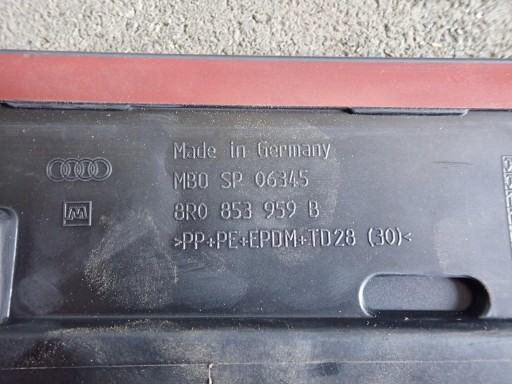 Made in Germany
MBO SP 06345
8R0 853 959 B
>PP+PE+EPDM+TD28 (30)<